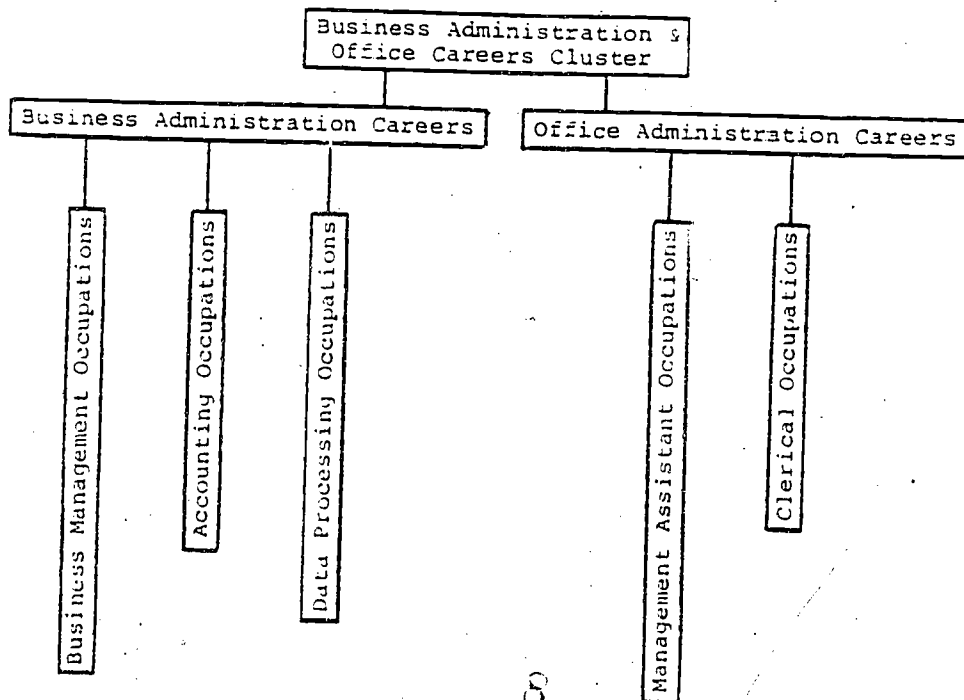 Business Administration &
Office Careers Cluster
Business Administration Careers
Office Administration Careers
Business Management Occupations
Accounting Occupations
Data Processing Occupations
Management Assistant Occupations
Clerical Occupations